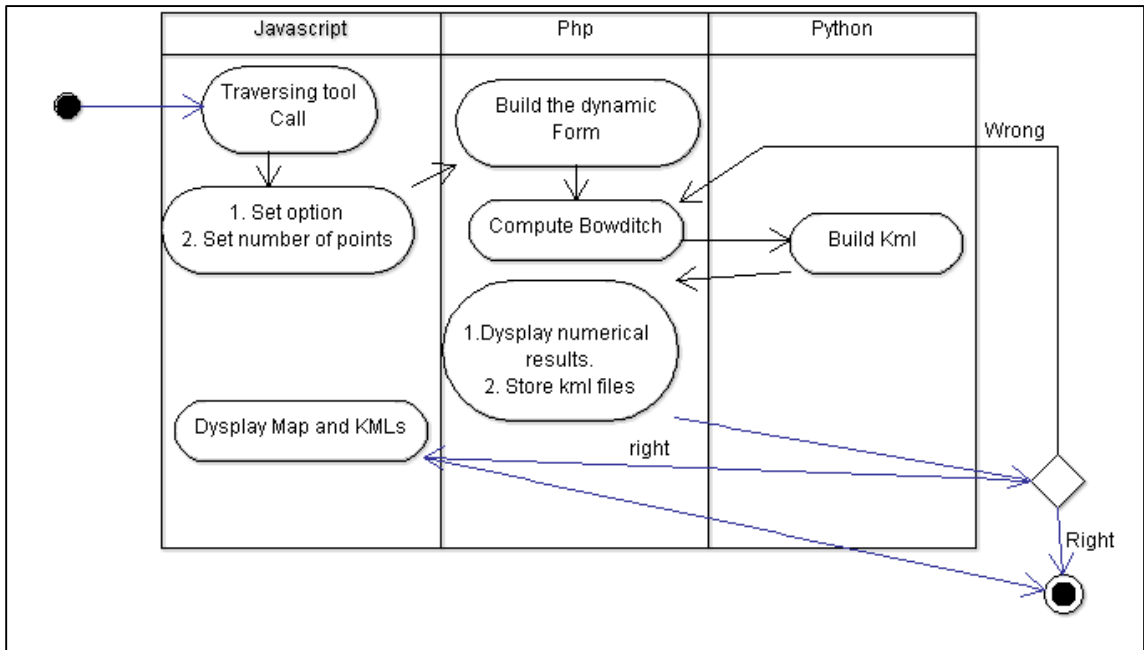 Javascript
Php
Python
Traversing tool
Call
Build the dynamic
Form
Wrong
1. Set option
2. Set number of points
Compute Bowditch
Build Kml
1.Dysplay numerical
results.
2. Store kml files
Dysplay Map and KMLs
right
Right